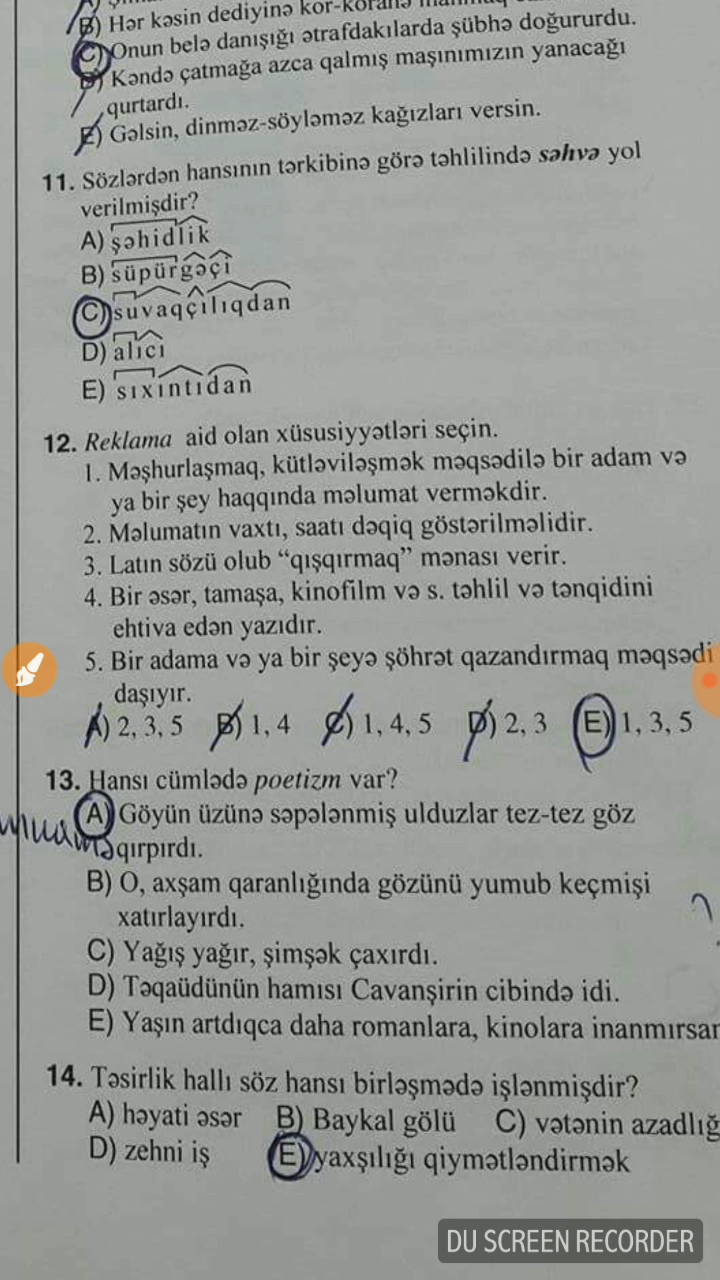 B) Hər kəsin dediyinə kor-koranə
C) Onun belə danışığı ətrafdakılarda şübhə doğururdu.
D) Kəndə çatmağa azca qalmış maşınımızın yanacağı
qurtardı.
E) Gəlsin, dinməz-söyləməz kağızları versin.
11. Sözlərdən hansının tərkibinə görə təhlilində səhvə yol
verilmişdir?
A) şəhidlik
B) süpürgəçi
C) suvaqçılıqdan
D) alıcı
E) sıxıntıdan
12. Reklama aid olan xüsusiyyətləri seçin.
1. Məşhurlaşmaq, kütləviləşmək məqsədilə bir adam və
ya bir şey haqqında məlumat verməkdir.
2. Məlumatın vaxtı, saatı dəqiq göstərilməlidir.
3. Latın sözü olub “qışqırmaq” mənası verir.
4. Bir əsər, tamaşa, kinofilm və s. təhlil və tənqidini
ehtiva edən yazıdır.
5. Bir adama və ya bir şeyə şöhrət qazandırmaq məqsədi
daşıyır.
A) 2, 3, 5 B) 1, 4 C) 1, 4, 5 D) 2, 3 E) 1, 3, 5
13. Hansı cümlədə poetizm var?
A) Göyün üzünə səpələnmiş ulduzlar tez-tez göz
qırpırdı.
B) O, axşam qaranlığında gözünü yumub keçmişi
xatırlayırdı.
C) Yağış yağır, şimşək çaxırdı.
D) Təqaüdünün hamısı Cavanşirin cibində idi.
E) Yaşın artdıqca daha romanlara, kinolara inanmırsan
14. Təsirlik hallı söz hansı birləşmədə işlənmişdir?
A) həyati əsər B) Baykal gölü C) vətənin azadlığ
D) zehni iş E) yaxşılığı qiymətləndirmək
DU SCREEN RECORDER